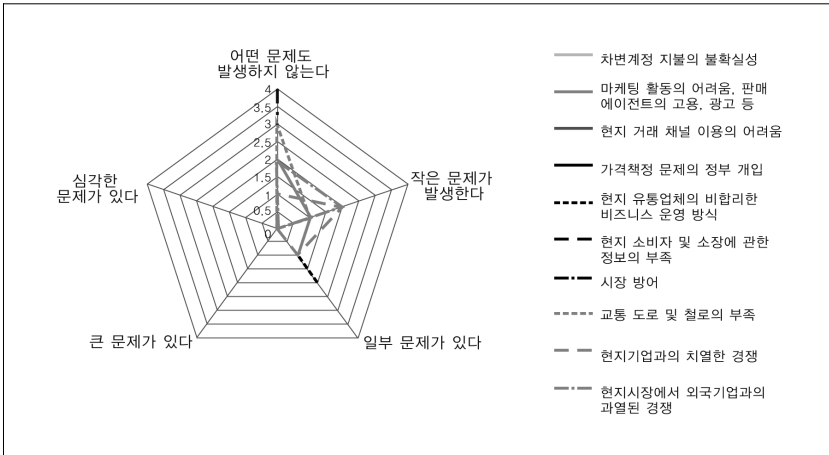 어떤 문제도
발생하지 않는다
4
3.5
3
2.5
2
1.5
1
0.5
0
작은 문제가
발생한다
일부 문제가 있다
큰 문제가 있다
심각한
문제가 있다
차변계정 지불의 불확실성
마케팅 활동의 어려움, 판매
에이전트의 고용, 광고 등
현지 거래 채널 이용의 어려움
가격책정 문제의 정부 개입
현지 유통업체의 비합리한
비즈니스 운영 방식
현지 소비자 및 소장에 관한
정보의 부족
시장 방어
교통 도로 및 철로의 부족
현지기업과의 치열한 경쟁
현지시장에서 외국기업과의
과열된 경쟁